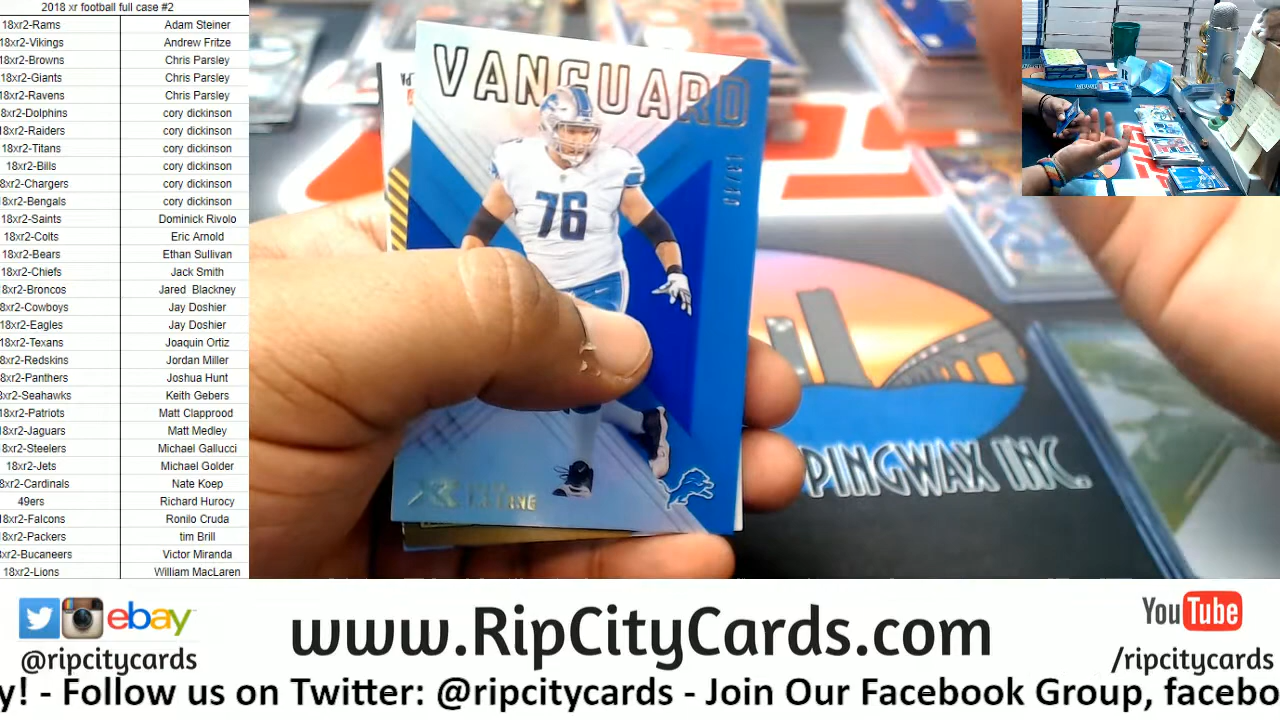 2018 xr football full case #2
18xr2-Rams Adam Steiner
18xr2-Vikings Andrew Fritze
8xr2-Browns Chris Parsley
18xr2-Giants Chris Parsley
8xr2-Ravens Chris Parsley
8xr2-Dolphins cory dickinson
8xr2-Raiders cory dickinson
18xr2-Titans cory dickinson
18xr2-Bills cory dickinson
8xr2-Chargers cory dickinson
8xr2-Bengals cory dickinson
18xr2-Saints Dominick Rivolo
18xr2-Colts Eric Arnold
18xr2-Bears Ethan Sullivan
18xr2-Chiefs Jack Smith
8xr2-Broncos Jared Blackney
8xr2-Cowboys Jay Doshier
18xr2-Eagles Jay Doshier
18xr2-Texans Joaquin Ortiz
8xr2-Redskins Jordan Miller
8xr2-Panthers Joshua Hunt
8xr2-Seahawks Keith Gebers
18xr2-Patriots Matt Clapprood
18xr2-Jaguars Matt Medley
8xr2-Steelers Michael Gallucci
18xr2-Jets Michael Golder
8xr2-Cardinals Nate Koep
49ers Richard Hurocy
18xr2-Falcons Ronilo Cruda
18xr2-Packers tim Brill
8xr2-Bucaneers Victor Miranda
18xr2-Lions William MacLaren
VANGUARD
76
XR
PINGWAX INC.
ebay
@ripcitycards
www.RipCityCards.com
YouTube
/ripcitycards
y! - Follow us on Twitter: @ripcitycards - Join Our Facebook Group, facebo